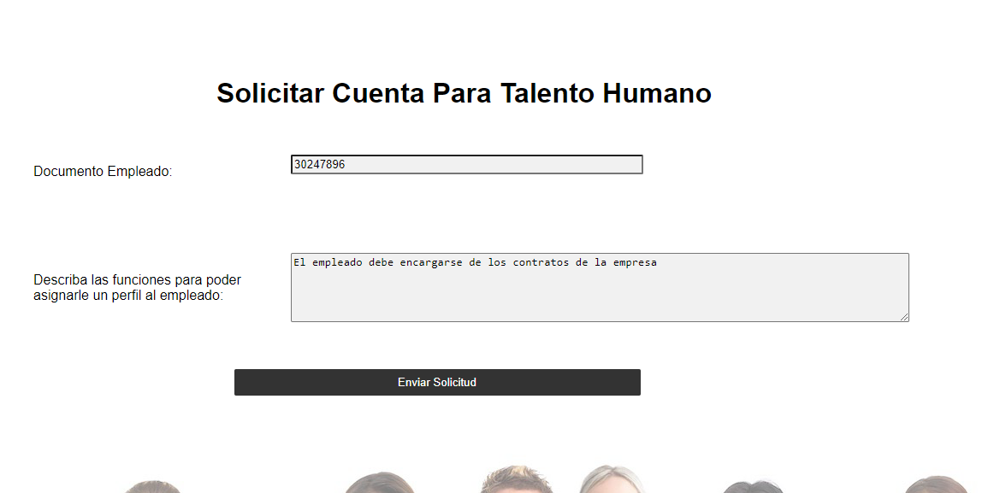 Solicitar Cuenta Para Talento Humano
Documento Empleado:
30247896
Describa las funciones para poder
asignarle un perfil al empleado:
El empleado debe encargarse de los contratos de la empresa
Enviar Solicitud